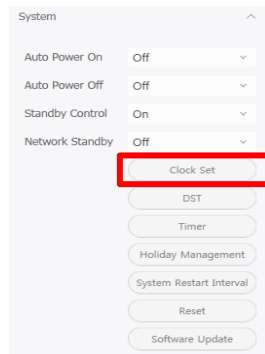 System
Auto Power On Off
Auto Power Off Off
Standby Control On
Network Standby Off
Clock Set
DST
Timer
Holiday Management
System Restart Interval
Reset
Software Update